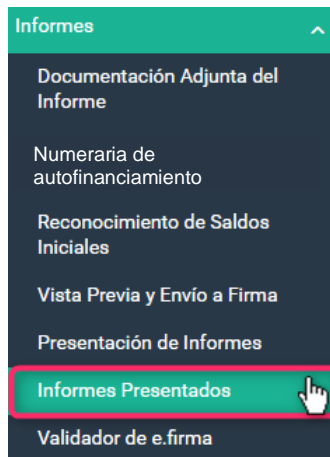 Informes
Documentación Adjunta del
Informe
Numeraria de
autofinanciamiento
Reconocimiento de Saldos
Iniciales
Vista Previa y Envío a Firma
Presentación de Informes
Informes Presentados
Validador de e.firma